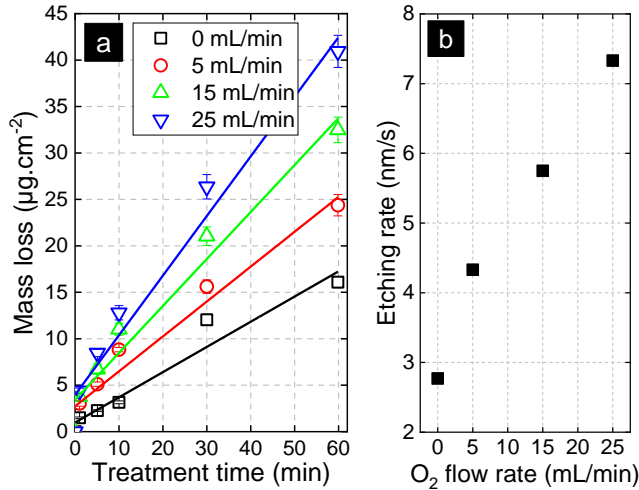 a
0 mL/min
5 mL/min
15 mL/min
25 mL/min
45
40
35
30
25
20
15
10
5
0
Mass loss (µg.cm-2)
0 10 20 30 40 50 60
Treatment time (min)
b
8
7
6
5
4
3
2
Etching rate (nm/s)
0 5 10 15 20 25
O2 flow rate (mL/min)